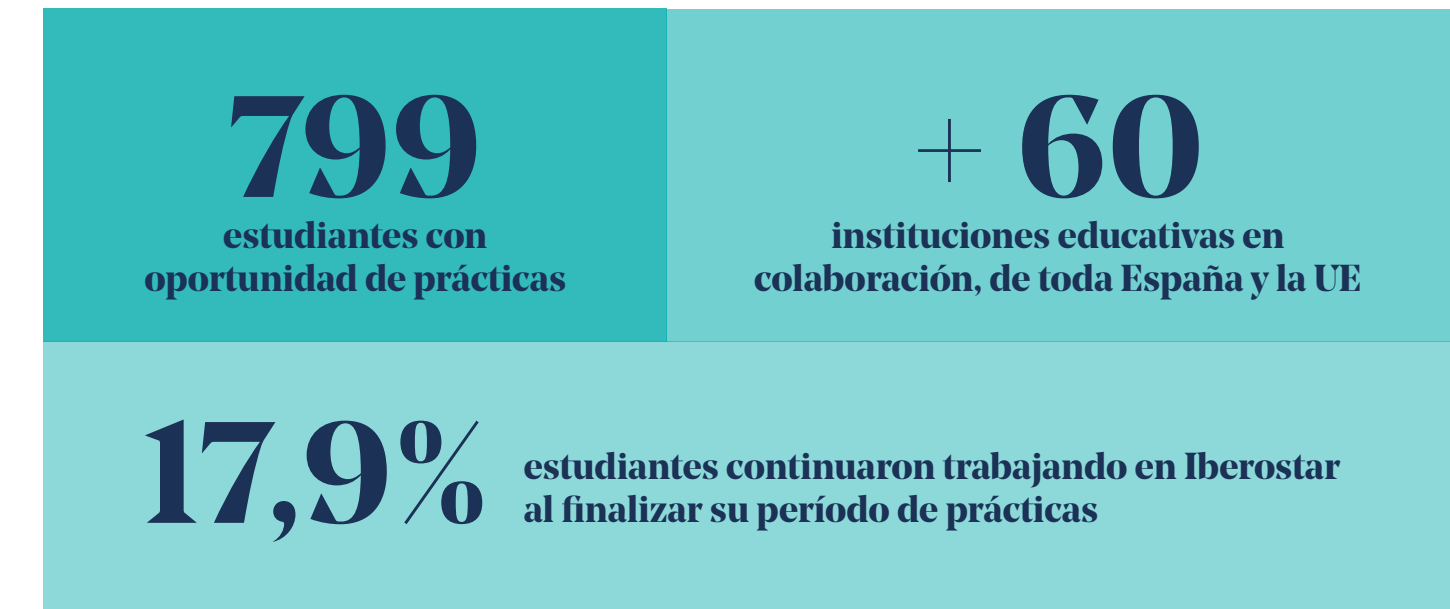 799
estudiantes con
oportunidad de prácticas
+ 60
instituciones educativas en
colaboración, de toda España y la UE
17,9%
estudiantes continuaron trabajando en Iberostar
al finalizar su período de prácticas